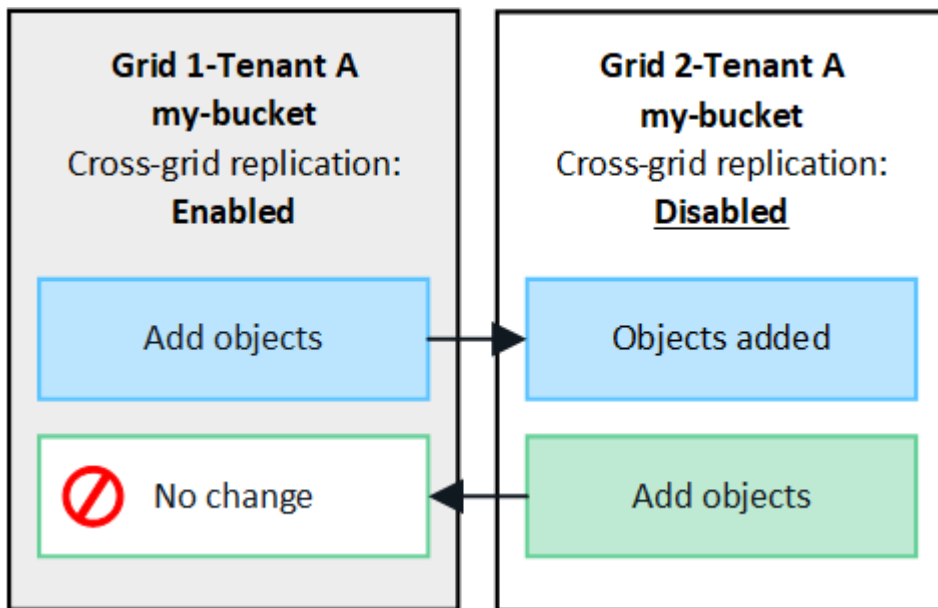 Grid 1-Tenant A
my-bucket
Cross-grid replication:
Enabled
Add objects
No change
Grid 2-Tenant A
my-bucket
Cross-grid replication:
Disabled
Objects added
Add objects